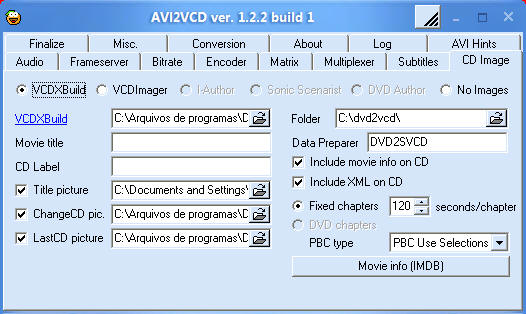 AVI2VCD ver. 1.2.2 build 1
Finalize Misc. Conversion About Log AVI Hints
Audio Frameserver Bitrate Encoder Matrix Multiplexer Subtitles CD Image
VCDXBuild VCDImager I-Author Sonic Scenarist DVD Author No Images
VCDXBuild C:\Arquivos de programas\D Folder C:\dvd2vcd\
Movie title Data Preparer DVD2SVCD
CD Label Include movie info on CD
Title picture C:\Documents and Settings\ Include XML on CD
ChangeCD pic. C:\Arquivos de programas\D Fixed chapters 120 seconds/chapter
DVD chapters
LastCD picture C:\Arquivos de programas\D PBC type PBC Use Selections
Movie info (IMDB)